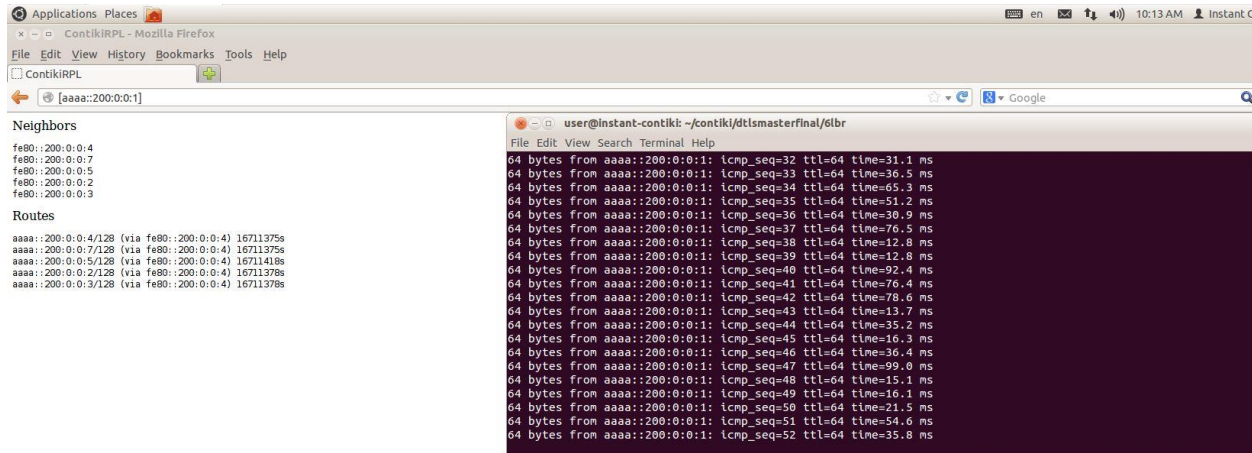 Applications Places en 10:13 AM Instant C
ContikiRPL - Mozilla Firefox
File Edit View History Bookmarks Tools Help
ContikiRPL
[aaaa::200:0:0:1] Google
Neighbors
fe80::200:0:0:4
fe80::200:0:0:7
fe80::200:0:0:5
fe80::200:0:0:2
fe80::200:0:0:3
Routes
aaaa::200:0:0:4/128 (via fe80::200:0:0:4) 16711375s
aaaa::200:0:0:7/128 (via fe80::200:0:0:4) 16711375s
aaaa::200:0:0:5/128 (via fe80::200:0:0:4) 16711418s
aaaa::200:0:0:2/128 (via fe80::200:0:0:4) 16711378s
aaaa::200:0:0:3/128 (via fe80::200:0:0:4) 16711378s
user@instant-contiki: ~/contiki/dtlsmasterfinal/6lbr
File Edit View Search Terminal Help
64 bytes from aaaa::200:0:0:1: icmp_seq=32 ttl=64 time=31.1 ms
64 bytes from aaaa::200:0:0:1: icmp_seq=33 ttl=64 time=36.5 ms
64 bytes from aaaa::200:0:0:1: icmp_seq=34 ttl=64 time=65.3 ms
64 bytes from aaaa::200:0:0:1: icmp_seq=35 ttl=64 time=51.2 ms
64 bytes from aaaa::200:0:0:1: icmp_seq=36 ttl=64 time=30.9 ms
64 bytes from aaaa::200:0:0:1: icmp_seq=37 ttl=64 time=76.5 ms
64 bytes from aaaa::200:0:0:1: icmp_seq=38 ttl=64 time=12.8 ms
64 bytes from aaaa::200:0:0:1: icmp_seq=39 ttl=64 time=12.8 ms
64 bytes from aaaa::200:0:0:1: icmp_seq=40 ttl=64 time=92.4 ms
64 bytes from aaaa::200:0:0:1: icmp_seq=41 ttl=64 time=76.4 ms
64 bytes from aaaa::200:0:0:1: icmp_seq=42 ttl=64 time=78.6 ms
64 bytes from aaaa::200:0:0:1: icmp_seq=43 ttl=64 time=13.7 ms
64 bytes from aaaa::200:0:0:1: icmp_seq=44 ttl=64 time=35.2 ms
64 bytes from aaaa::200:0:0:1: icmp_seq=45 ttl=64 time=16.3 ms
64 bytes from aaaa::200:0:0:1: icmp_seq=46 ttl=64 time=36.4 ms
64 bytes from aaaa::200:0:0:1: icmp_seq=47 ttl=64 time=99.0 ms
64 bytes from aaaa::200:0:0:1: icmp_seq=48 ttl=64 time=15.1 ms
64 bytes from aaaa::200:0:0:1: icmp_seq=49 ttl=64 time=16.1 ms
64 bytes from aaaa::200:0:0:1: icmp_seq=50 ttl=64 time=21.5 ms
64 bytes from aaaa::200:0:0:1: icmp_seq=51 ttl=64 time=54.6 ms
64 bytes from aaaa::200:0:0:1: icmp_seq=52 ttl=64 time=35.8 ms